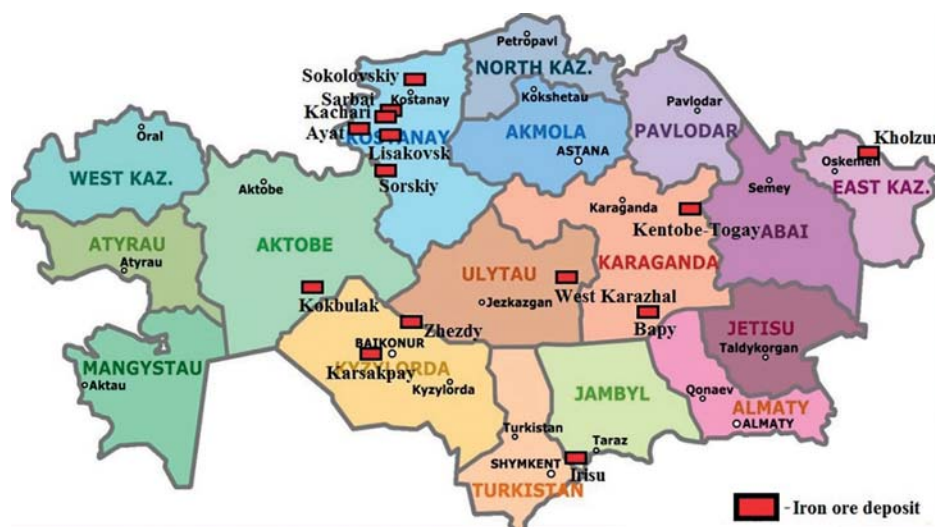 Petropavl
NORTH KAZ.
Sokolovskiy
Kostanay
Kokshetau
Sarbai
Kachari
Ayat
KOSTANAY
Lisakovsk
Sorskiy
AKMOLA
ASTANA
Pavlodar
PAVLODAR
Kholzun
Oskemen
EAST KAZ.
Oral
WEST KAZ.
Aktobe
AKTOBE
Semey
ABAI
Karaganda
Kentobe-Togay
KARAGANDA
ATYRAU
Atyrau
ULYTAU
Jezkazgan
West Karazhal
Bapy
Kokbulak
Zhezdy
BAIKONUR
KYZYLORDA
Karsakpay
Kyzylorda
MANGYSTAU
Aktau
JETISU
Taldykorgan
JAMBYL
Qonaev
ALMATY
ALMATY
Turkistan
Taraz
SHYMKENT
Irisu
TURKISTAN
- Iron ore deposit